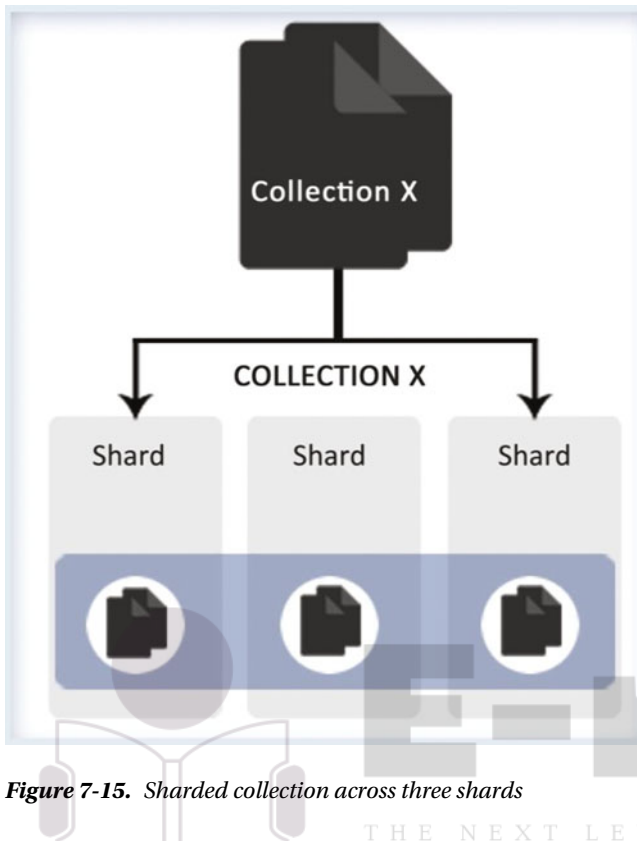 Collection X
COLLECTION X
Shard Shard Shard
Figure 7-15. Sharded collection across three shards
THE NEXT LE